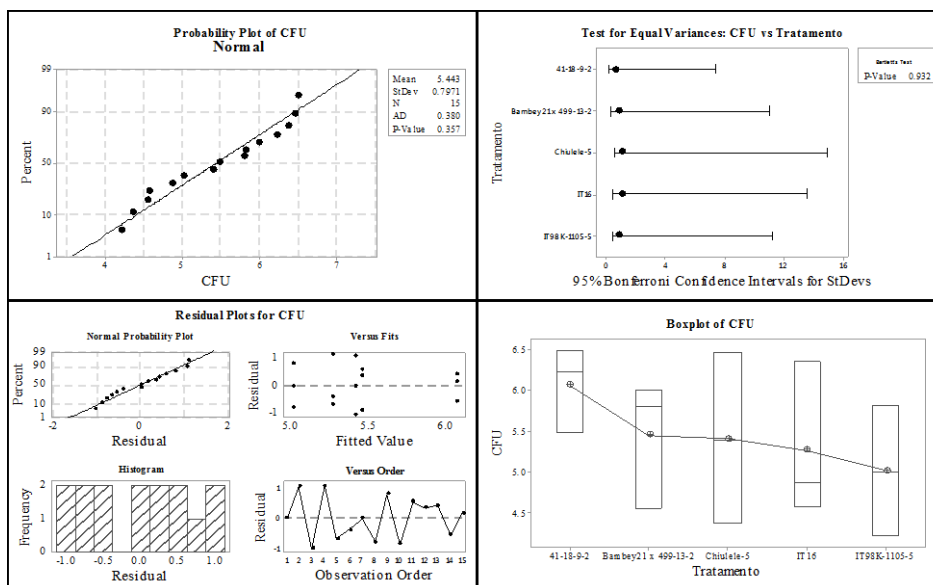 Probability Plot of CFU
Normal
99
90
50
10
1
Percent
4 5 6 7
CFU
Mean 5.443
StDev 0.7971
N 15
AD 0.380
P-Value 0.357
Test for Equal Variances: CFU vs Tratamento
41-18-9-2
Bambey21x 499-13-2
Chiulele-5
IT16
IT98K-1105-5
Tratamento
0 4 8 12 16
95% Bonferroni Confidence Intervals for StDevs
Bartlett's Test
P-Value 0.932
Residual Plots for CFU
Normal Probability Plot
99
90
50
10
1
Percent
-2 -1 0 1 2
Residual
Versus Fits
1
0
-1
Residual
5.0 5.5 6.0
Fitted Value
Histogram
2
1
0
Frequency
-1.0 -0.5 0.0 0.5 1.0
Residual
Versus Order
1
0
-1
Residual
1 2 3 4 5 6 7 8 9 10 11 12 13 14 15
Observation Order
Boxplot of CFU
6.5
6.0
5.5
5.0
4.5
CFU
41-18-9-2 Bambey21 x 499-13-2 Chiulele-5 IT16 IT98K-1105-5
Tratamento